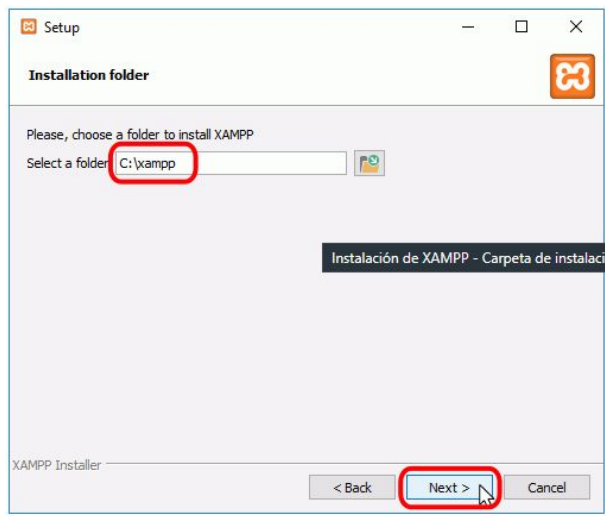 Setup
Installation folder
Please, choose a folder to install XAMPP
Select a folder C:\xampp
Instalación de XAMPP - Carpeta de instalaci
XAMPP Installer
< Back Next > Cancel